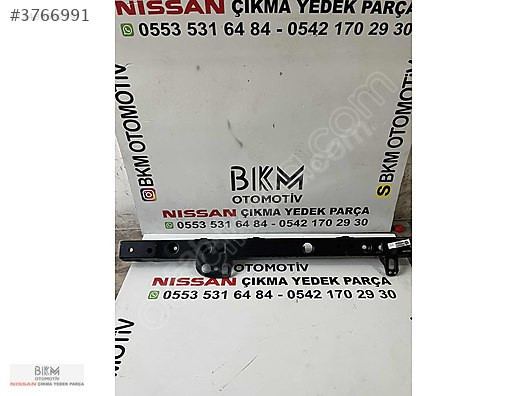 #3766991
NISSAN ÇIKMA YEDEK PARÇA
0553 531 64 84 - 0542 170 29 30
BKM OTOMOTİV
BKM OTOMOTİV
BKM
OTOMOTİV
NISSAN ÇIKMA YEDEK PARÇA
0553 531 64 84 - 0542 170 29 30
BKM
OTOMOTİV
NISSAN ÇIKMA YEDEK PARÇA
0553 531 64 84 - 0542 170 29 30
BKM
OTOMOTİV
NISSAN ÇIKMA YEDEK PARÇA